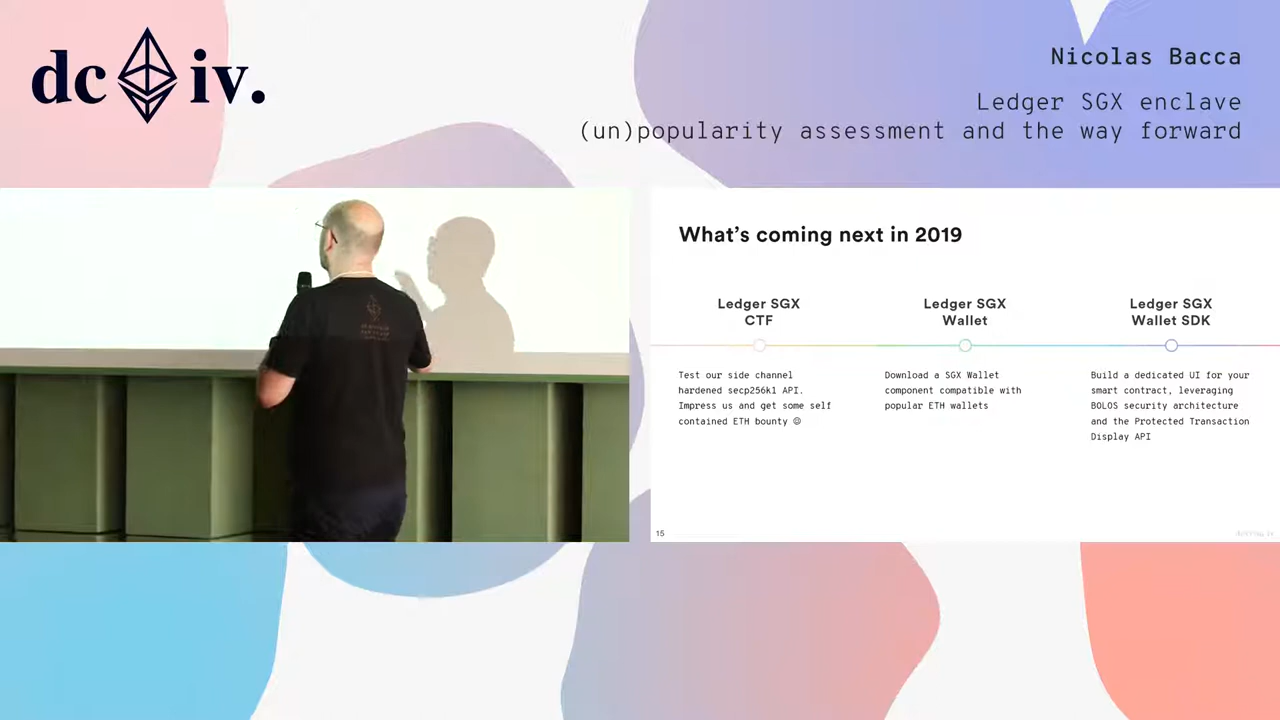 dc iv.
Nicolas Bacca
Ledger SGX enclave
(un)popularity assessment and the way forward
What's coming next in 2019
Ledger SGX
CTF
Test our side channel
hardened secp256k1 API.
Impress us and get some self
contained ETH bounty ☺
Ledger SGX
Wallet
Download a SGX Wallet
component compatible with
popular ETH wallets
Ledger SGX
Wallet SDK
Build a dedicated UI for your
smart contract, leveraging
BOLOS security architecture
and the Protected Transaction
Display API
15